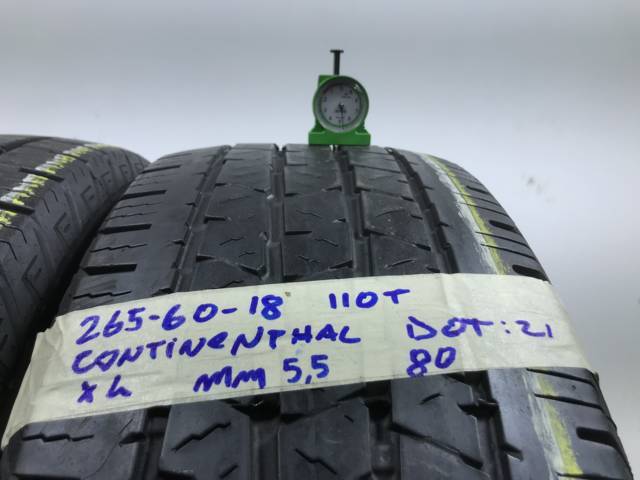 265-60-18 110T
CONTINENTHAL DOT:21
XL mm 5,5 80